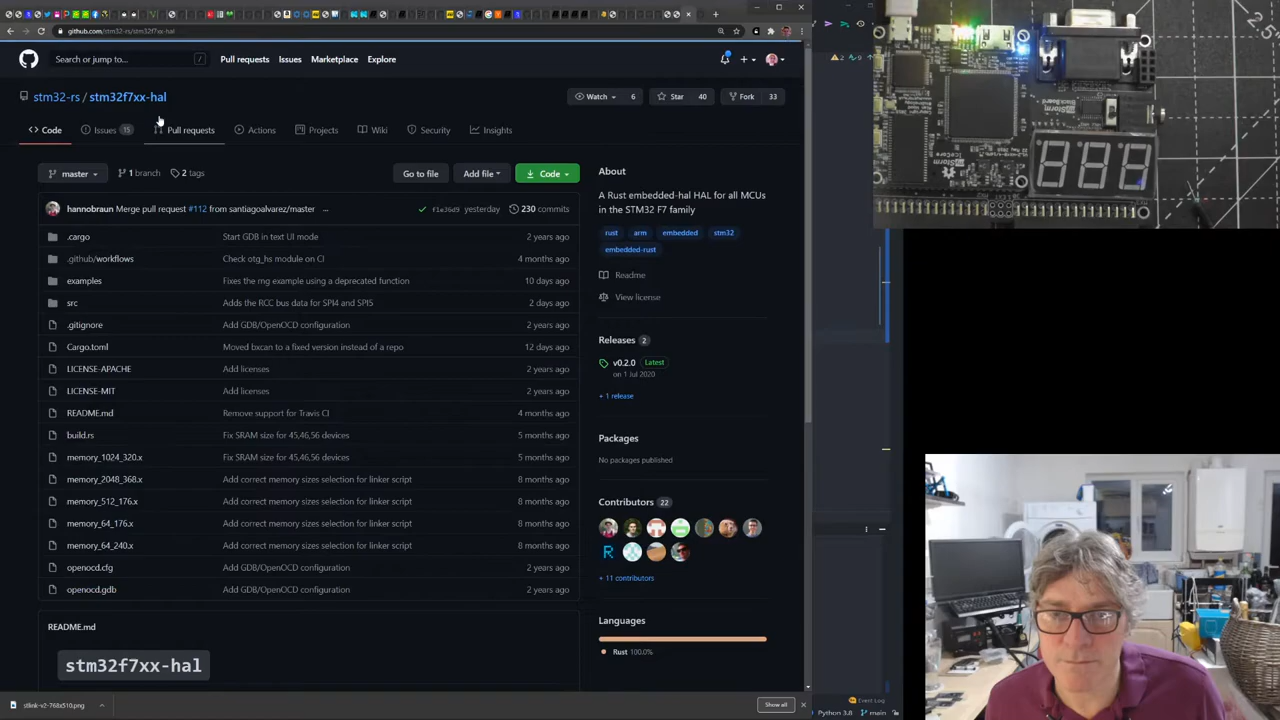 github.com/stm32-rs/stm32f7xx-hal
Search or jump to...
/
Pull requests
Issues
Marketplace
Explore
stm32-rs / stm32f7xx-hal
Watch 6
Star 40
Fork 33
Code
Issues 15
Pull requests
Actions
Projects
Wiki
Security
Insights
master
1 branch
2 tags
Go to file
Add file
Code
hannobraun Merge pull request #112 from santiagoalvarez/master ...
f1e36d9 yesterday
230 commits
.cargo Start GDB in text UI mode 2 years ago
.github/workflows Check otg_hs module on CI 4 months ago
examples Fixes the rng example using a deprecated function 10 days ago
src Adds the RCC bus data for SPI4 and SPI5 2 days ago
.gitignore Add GDB/OpenOCD configuration 2 years ago
Cargo.toml Moved bxcan to a fixed version instead of a repo 12 days ago
LICENSE-APACHE Add licenses 2 years ago
LICENSE-MIT Add licenses 2 years ago
README.md Remove support for Travis CI 4 months ago
build.rs Fix SRAM size for 45,46,56 devices 5 months ago
memory_1024_320.x Fix SRAM size for 45,46,56 devices 5 months ago
memory_2048_368.x Add correct memory sizes selection for linker script 8 months ago
memory_512_176.x Add correct memory sizes selection for linker script 8 months ago
memory_64_176.x Add correct memory sizes selection for linker script 8 months ago
memory_64_240.x Add correct memory sizes selection for linker script 8 months ago
openocd.cfg Add GDB/OpenOCD configuration 2 years ago
openocd.gdb Add GDB/OpenOCD configuration 2 years ago
README.md
stm32f7xx-hal
About
A Rust embedded-hal HAL for all MCUs
in the STM32 F7 family
rust arm embedded stm32
embedded-rust
Readme
View license
Releases 2
v0.2.0 Latest
on 1 Jul 2020
+ 1 release
Packages
No packages published
Contributors 22
R
+ 11 contributors
Languages
Rust 100.0%
stlink-v2-768x510.png
Show all
2 9
Event Log
Python 3.8 main
2.5